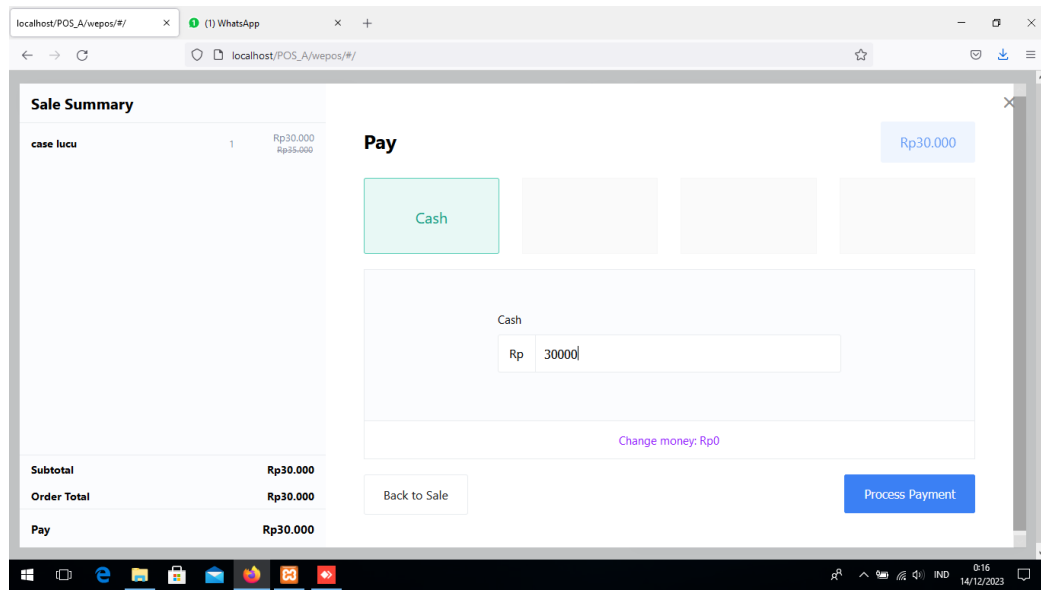 localhost/POS_A/wepos/#/
1 (1) WhatsApp
localhost/POS_A/wepos/#/
Sale Summary
case lucu 1 Rp30.000
Rp35.000
Subtotal Rp30.000
Order Total Rp30.000
Pay Rp30.000
Pay Rp30.000
Cash
Cash
Rp 30000
Change money: Rp0
Back to Sale Process Payment
IND 0:16
14/12/2023